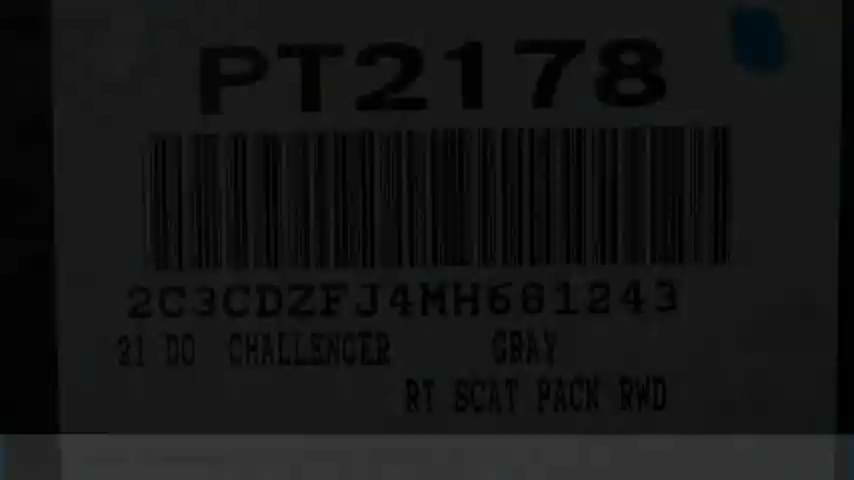 PT2178
2C3CDZFJ4MH681243
21 DO CHALLENGER GRAY
RT SCAT PACK RWD